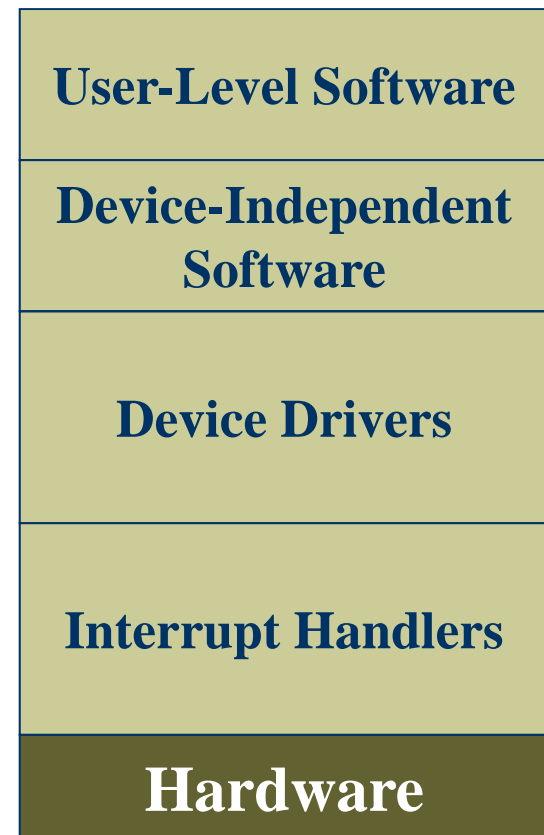 User-Level Software
Device-Independent
Software
Device Drivers
Interrupt Handlers
Hardware